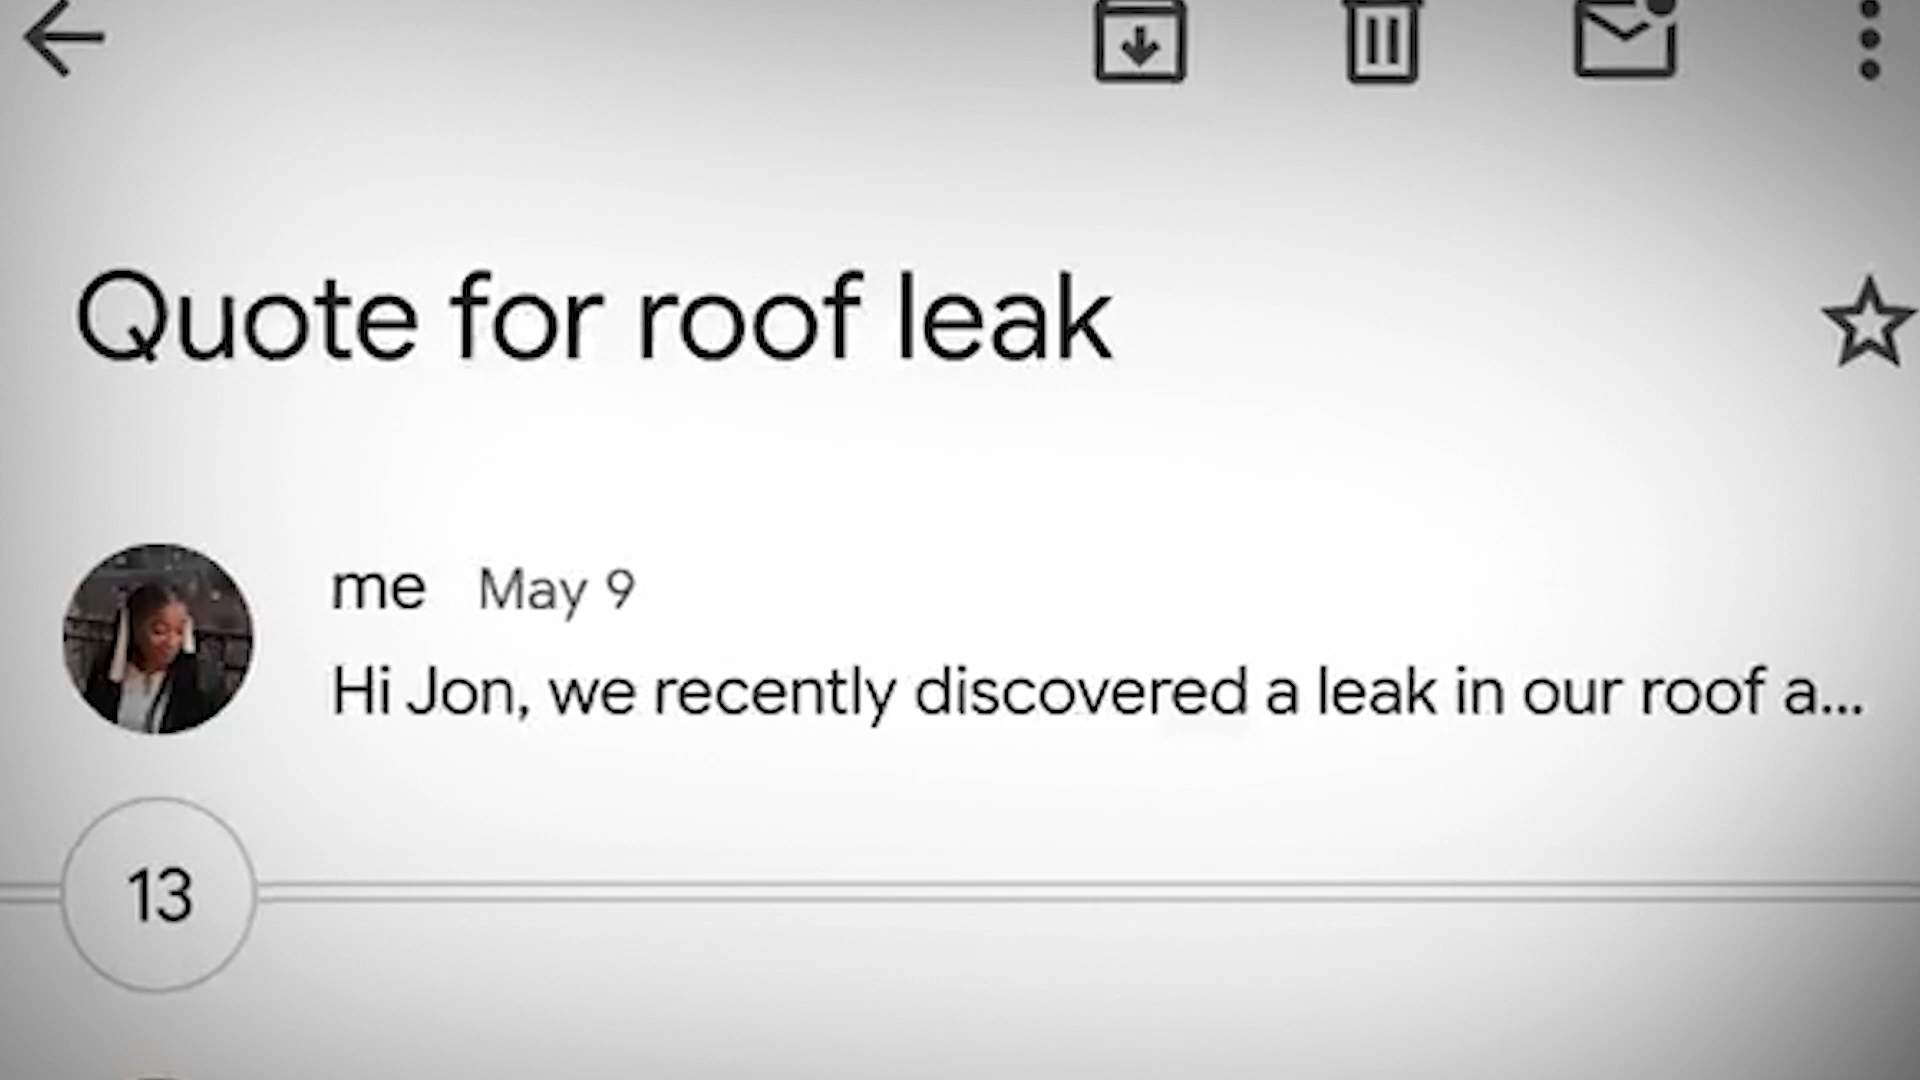 Quote for roof leak
me May 9
Hi Jon, we recently discovered a leak in our roof a...
13